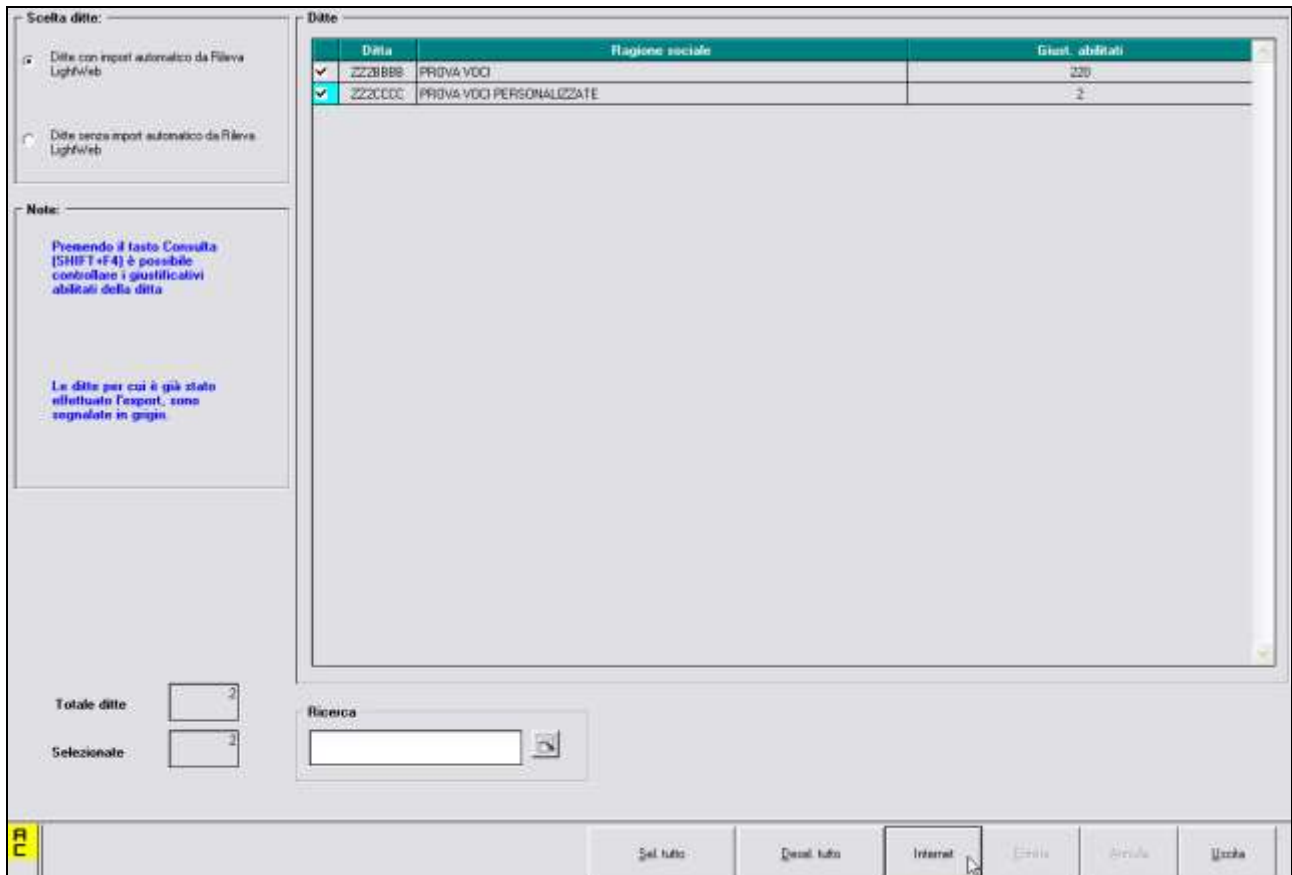 Scelta ditte:
Ditte con import automatico da Rileva
LightWeb
Ditte senza import automatico da Rileva
LightWeb
Note:
Premendo il tasto Consulta
(SHIFT+F4) è possibile
controllare i giustificativi
abilitati della ditta
Le ditte per cui è già stato
effettuato l'export, sono
segnalate in grigio.
Totale ditte 2
Selezionate 2
Ditte
Ditta Ragione sociale Giust. abilitati
ZZ2BBBB PROVA VOCI 220
ZZ2CCCC PROVA VOCI PERSONALIZZATE 2
Ricerca
AC
Sel. tutto Desel. tutto Internet Annulla Uscita